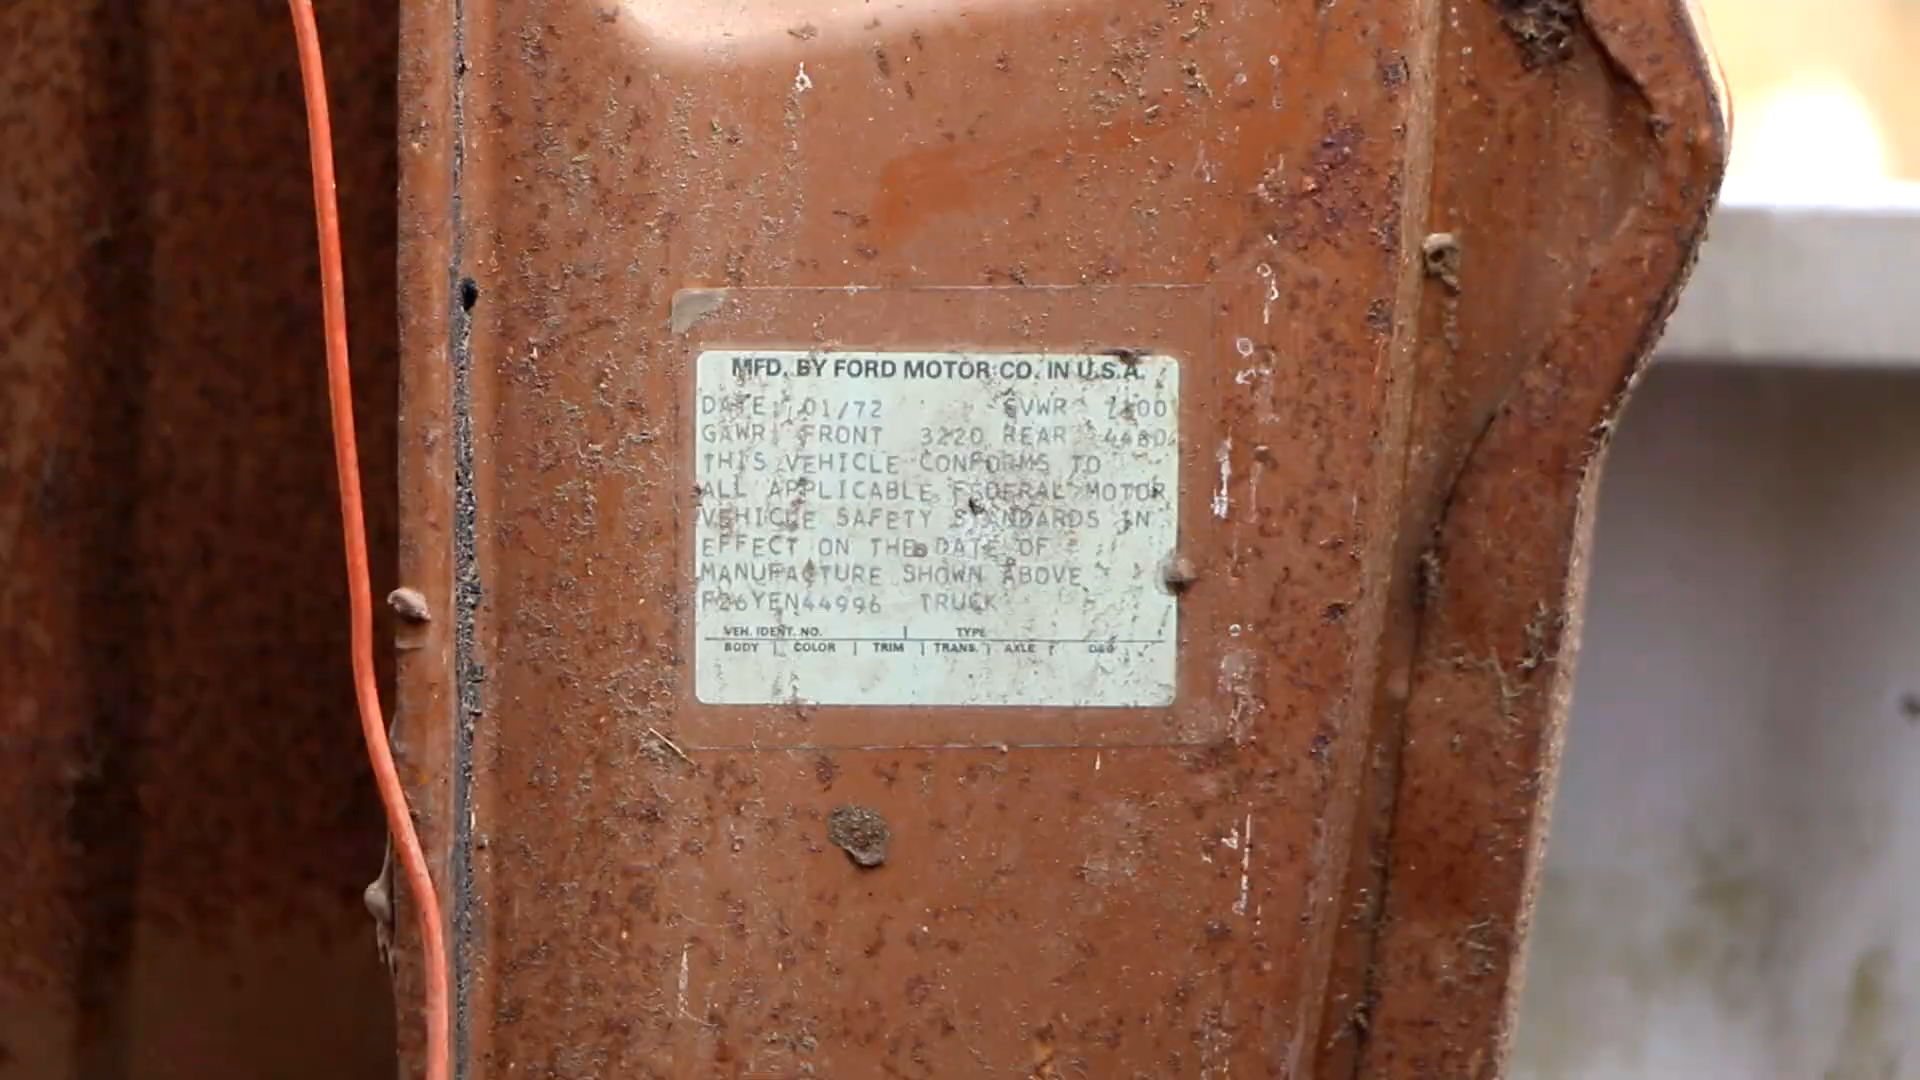 MFD. BY FORD MOTOR CO. IN U.S.A.
DATE: 01/72 GVWR
GAWR: FRONT 3220 REAR
THIS VEHICLE CONFORMS TO
ALL APPLICABLE FEDERAL MOTOR
VEHICLE SAFETY STANDARDS IN
EFFECT ON THE DATE OF
MANUFACTURE SHOWN ABOVE
F26YEN44996 TRUCK
VEH. IDENT. NO. | TYPE
BODY | COLOR | TRIM | TRANS. | AXLE | DSO